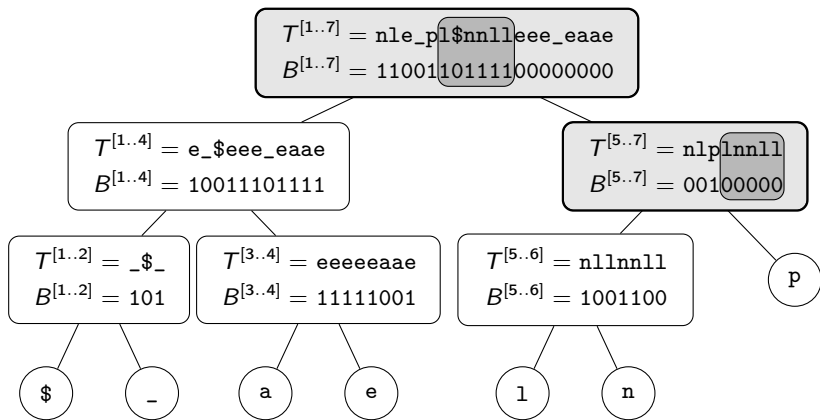 T^[1..7] = nle_pl$nnlleee_eaae
B^[1..7] = 1100110111100000000
T^[1..4] = e_$eee_eaae
B^[1..4] = 10011101111
T^[5..7] = nlplnnll
B^[5..7] = 00100000
T^[1..2] = _$_
B^[1..2] = 101
T^[3..4] = eeeeeaae
B^[3..4] = 11111001
T^[5..6] = nllnnll
B^[5..6] = 1001100
p
$
_
a
e
l
n